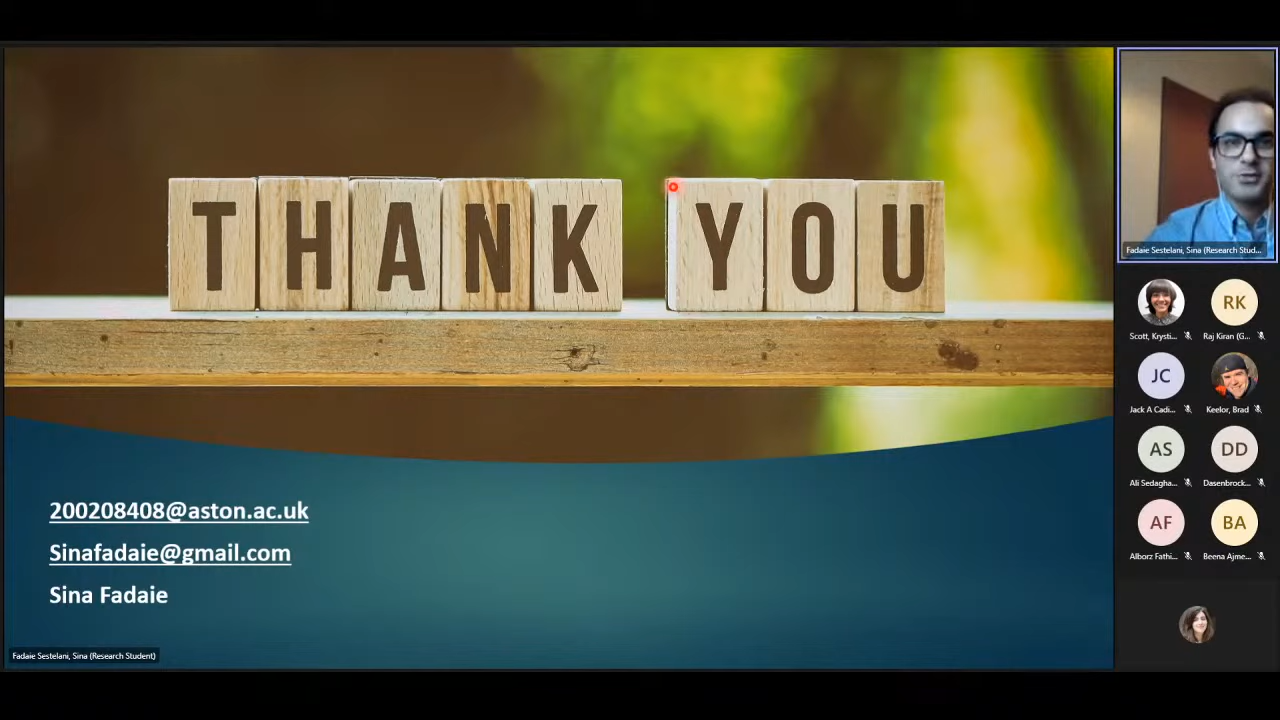 THANK YOU
200208408@aston.ac.uk
Sinafadaie@gmail.com
Sina Fadaie
Fadaie Sestelani, Sina (Research Student)
Fadaie Sestelani, Sina (Research Stud...
Scott, Krysti...
RK
Raj Kiran (G...
JC
Jack A Cadi...
Keelor, Brad
AS
Ali Sedagha...
DD
Dasenbrock...
AF
Alborz Fathi...
BA
Beena Ajme...